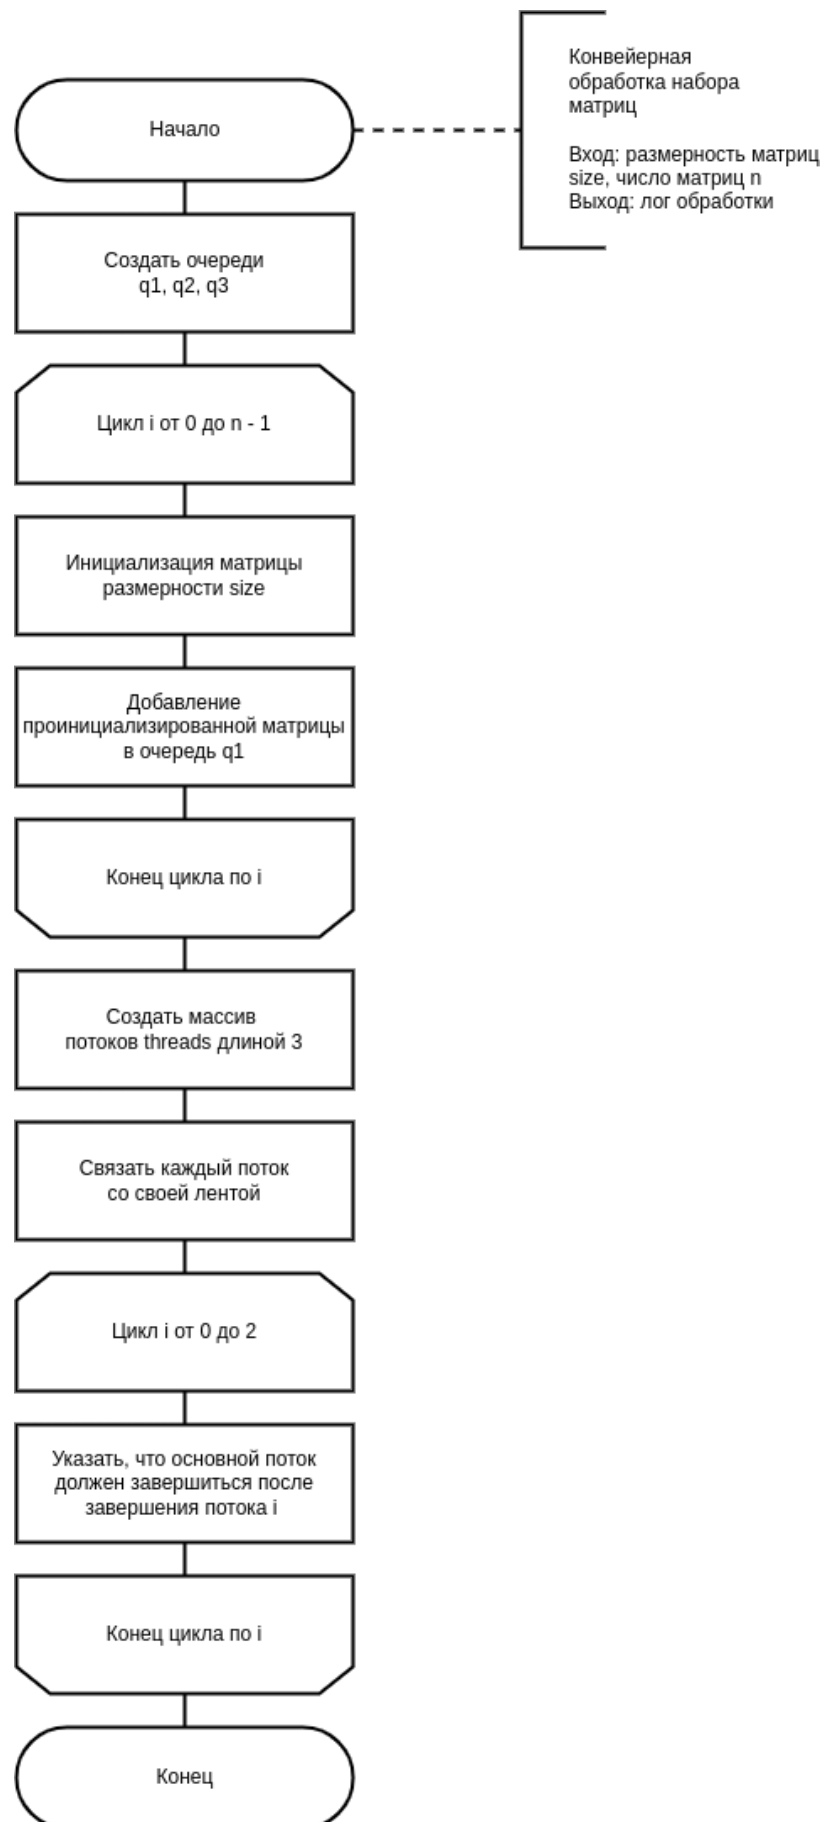 Начало
Конвейерная
обработка набора
матриц
Вход: размерность матриц
size, число матриц n
Выход: лог обработки
Создать очереди
q1, q2, q3
Цикл i от 0 до n - 1
Инициализация матрицы
размерности size
Добавление
проинициализированной матрицы
в очередь q1
Конец цикла по i
Создать массив
потоков threads длиной 3
Связать каждый поток
со своей лентой
Цикл i от 0 до 2
Указать, что основной поток
должен завершиться после
завершения потока i
Конец цикла по i
Конец